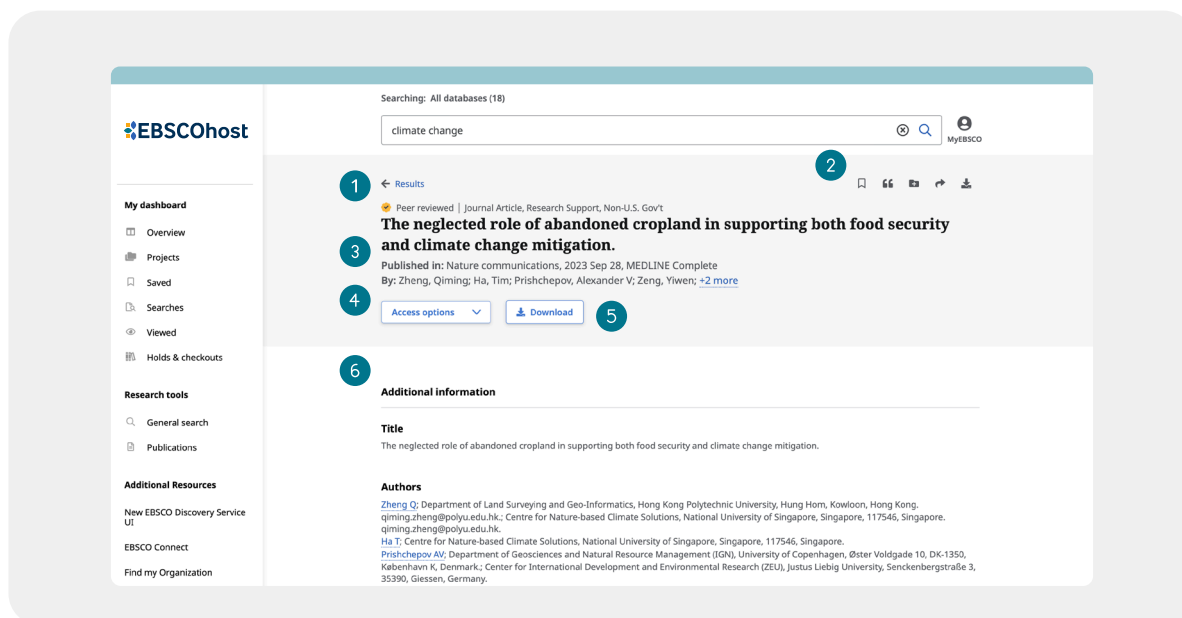 Searching: All databases (18)
EBSCOhost
climate change
MyEBSCO
2
1
Results
Peer reviewed | Journal Article, Research Support, Non-U.S. Gov't
The neglected role of abandoned cropland in supporting both food security
and climate change mitigation.
3
Published in: Nature communications, 2023 Sep 28, MEDLINE Complete
By: Zheng, Qiming; Ha, Tim; Prishchepov, Alexander V; Zeng, Yiwen; +2 more
4
Access options
Download
5
6
Additional information
Title
The neglected role of abandoned cropland in supporting both food security and climate change mitigation.
Authors
Zheng Q; Department of Land Surveying and Geo-Informatics, Hong Kong Polytechnic University, Hung Hom, Kowloon, Hong Kong.
qiming.zheng@polyu.edu.hk.; Centre for Nature-based Climate Solutions, National University of Singapore, Singapore, 117546, Singapore.
qiming.zheng@polyu.edu.hk.
Ha T; Centre for Nature-based Climate Solutions, National University of Singapore, Singapore, 117546, Singapore.
Prishchepov AV; Department of Geosciences and Natural Resource Management (IGN), University of Copenhagen, Øster Voldgade 10, DK-1350,
København K, Denmark.; Center for International Development and Environmental Research (ZEU), Justus Liebig University, Senckenbergstraße 3,
35390, Giessen, Germany.
My dashboard
Overview
Projects
Saved
Searches
Viewed
Holds & checkouts
Research tools
General search
Publications
Additional Resources
New EBSCO Discovery Service
UI
EBSCO Connect
Find my Organization